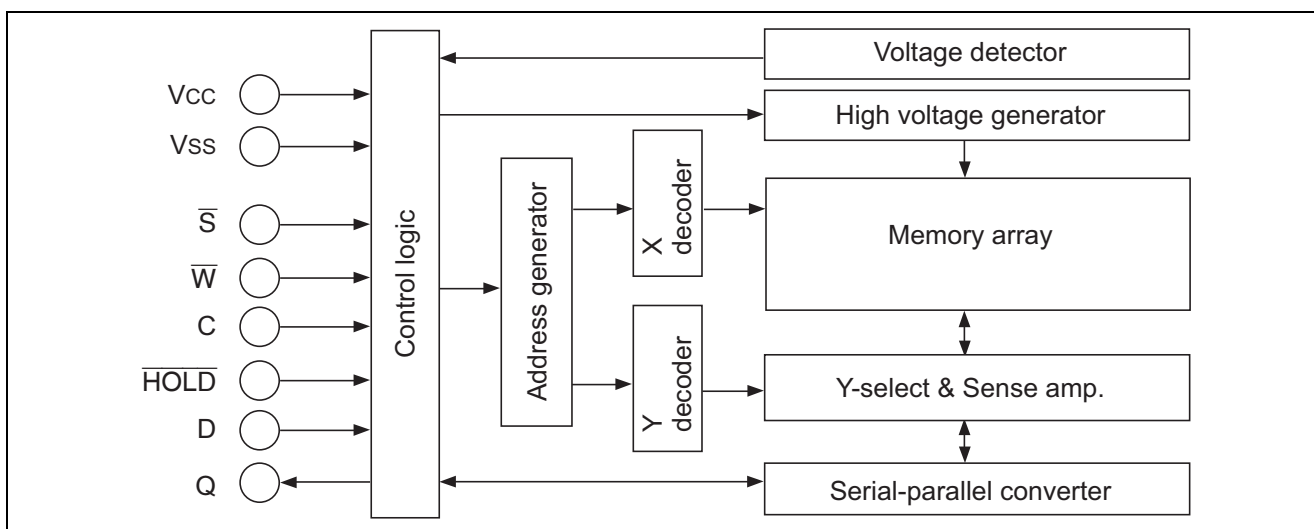 Voltage detector
Vcc
High voltage generator
Vss
X
decoder
S̅
Control logic
Address generator
Memory array
W̅
C
H̅O̅L̅D̅
Y
decoder
Y-select & Sense amp.
D
Q
Serial-parallel converter